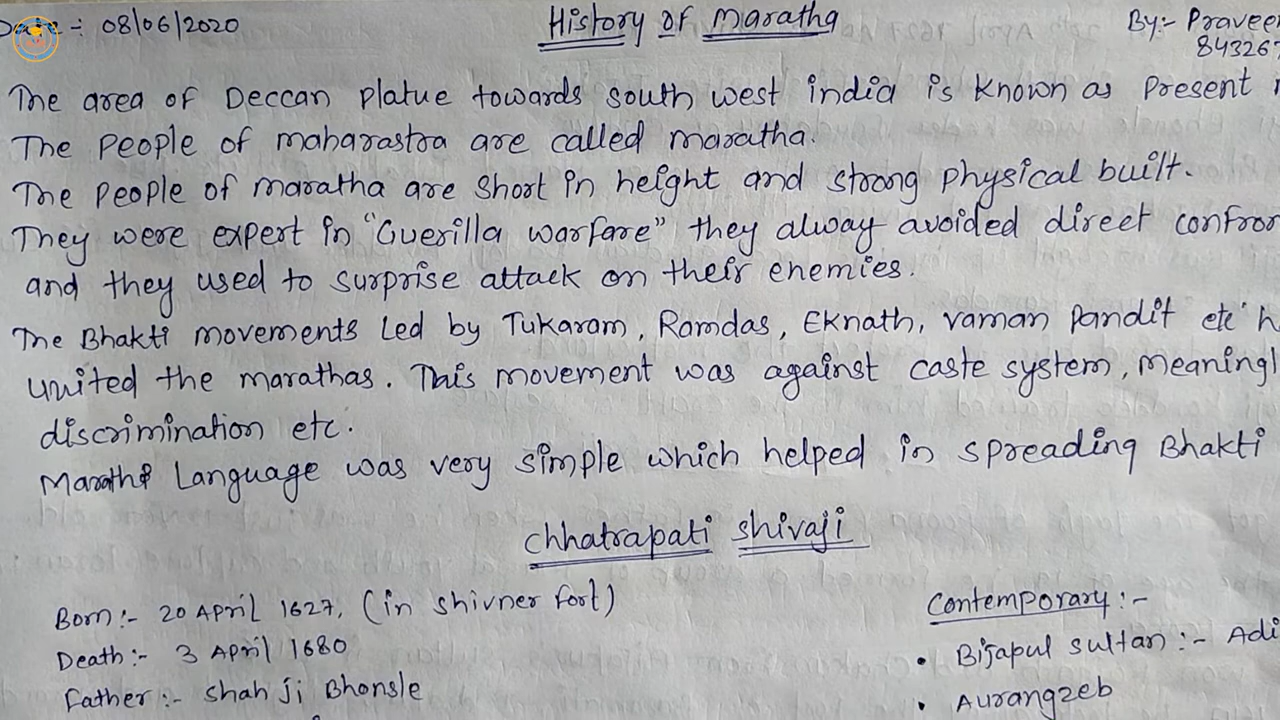 Date :- 08/06/2020
History of Maratha
By:- Praveen
84326
The area of Deccan Platue towards south west india is known as Present
The People of maharastra are called maratha.
The People of maratha are short in height and strong physical built.
They were expert in "Guerilla warfare" they alway avoided direct confron
and they used to surprise attack on their enemies.
The Bhakti movements Led by Tukaram, Ramdas, Eknath, vaman Pandit etc h
united the marathas. This movement was against caste system, meaningl
discrimination etc.
Marathi Language was very simple which helped in spreading Bhakti
Chhatrapati Shivaji
Born:- 20 April 1627, (in shivner fort)
Death:- 3 April 1680
Father:- Shah ji Bhonsle
Contemporary:-
• Bijapul sultan:- Adi
• Aurangzeb